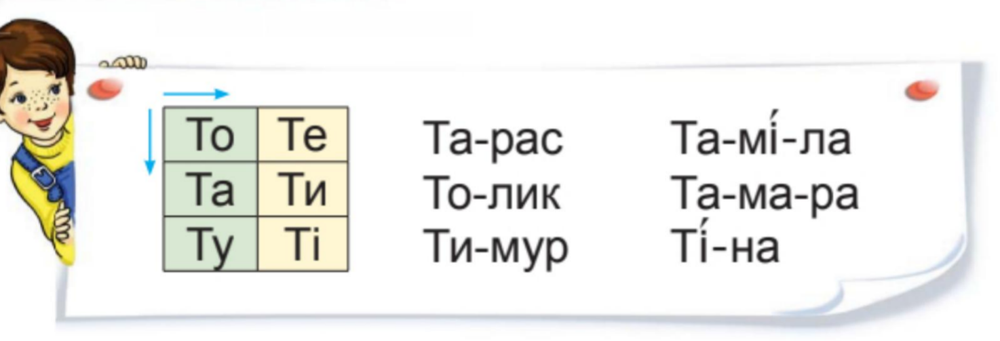 То Те
Та Ти
Ту Ті
Та-рас
То-лик
Ти-мур
Та-мі́-ла
Та-ма-ра
Ті́-на